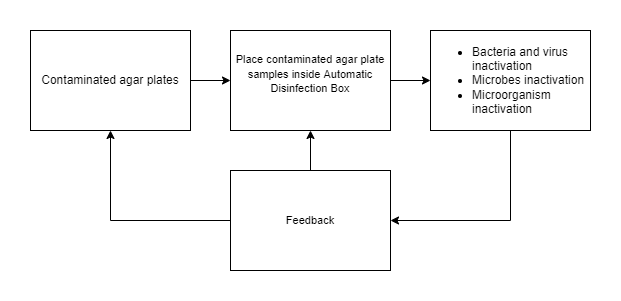 Contaminated agar plates
Place contaminated agar plate
samples inside Automatic
Disinfection Box
• Bacteria and virus
inactivation
• Microbes inactivation
• Microorganism
inactivation
Feedback